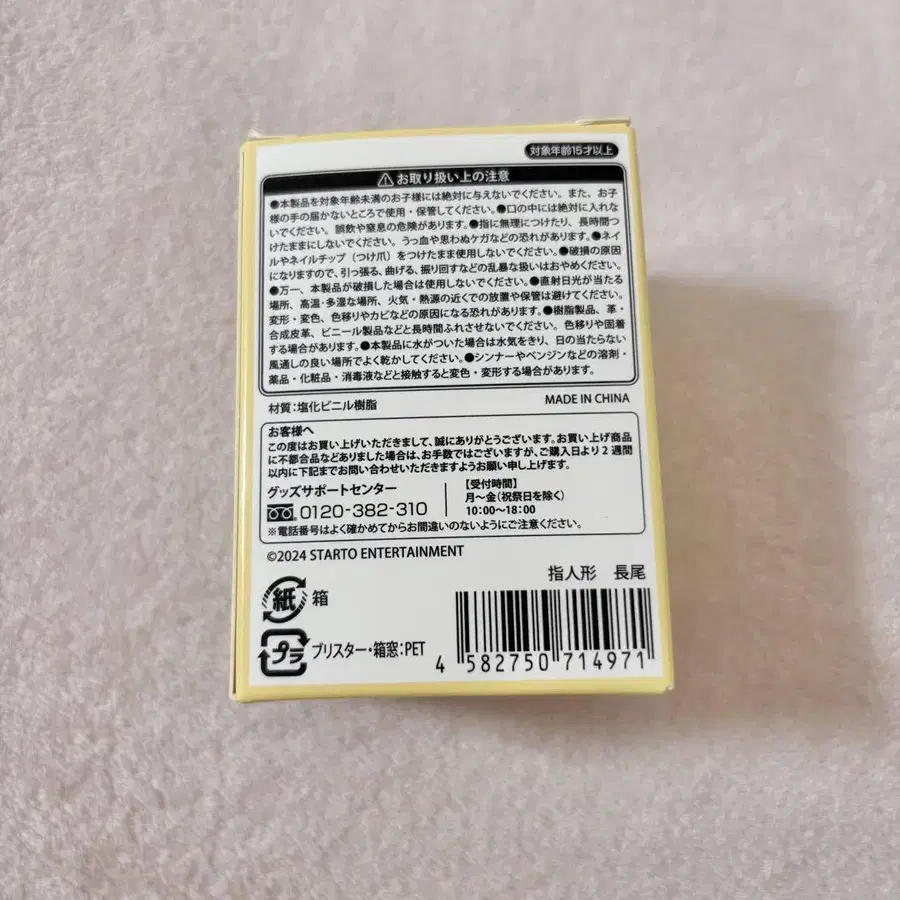 対象年齢15才以上
お取り扱い上の注意
●本製品を対象年齢未満のお子様には絶対に与えないでください。また、お子
様の手の届かないところで使用・保管してください。●口の中には絶対に入れな
いでください。誤飲や窒息の危険があります。●指に無理につけたり、長時間つ
けたままにしないでください。うっ血や思わぬケガなどの恐れがあります。●ネイ
ルやネイルチップ（つけ爪）をつけたまま使用しないでください。●破損の原因
になりますので、引っ張る、曲げる、振り回すなどの乱暴な扱いはおやめください。
●万一、本製品が破損した場合は使用しないでください。●直射日光が当たる
場所、高温・多湿な場所、火気・熱源の近くでの放置や保管は避けてください。
変形・変色、色移りやカビなどの原因になる恐れがあります。●樹脂製品、革・
合成皮革、ビニール製品などと長時間ふれさせないでください。色移りや固着
する場合があります。●本製品に水がついた場合は水気をきり、日の当たらない
風通しの良い場所でよく乾かしてください。●シンナーやベンジンなどの溶剤・
薬品・化粧品・消毒液などと接触すると変色・変形する場合があります。
材質：塩化ビニル樹脂
MADE IN CHINA
お客様へ
この度はお買い上げいただきまして、誠にありがとうございます。お買い上げ商品
に不都合品などありました場合は、お手数ではございますが、ご購入日より2週間
以内に下記までお問い合わせいただきますようお願い申し上げます。
グッズサポートセンター
0120-382-310
【受付時間】
月〜金（祝祭日を除く）
10:00〜18:00
※電話番号はよく確かめてからお間違いのないようにご注意ください。
©2024 STARTO ENTERTAINMENT
指人形 長尾
紙 箱
プラ ブリスター・箱窓：PET
4 582750 714971